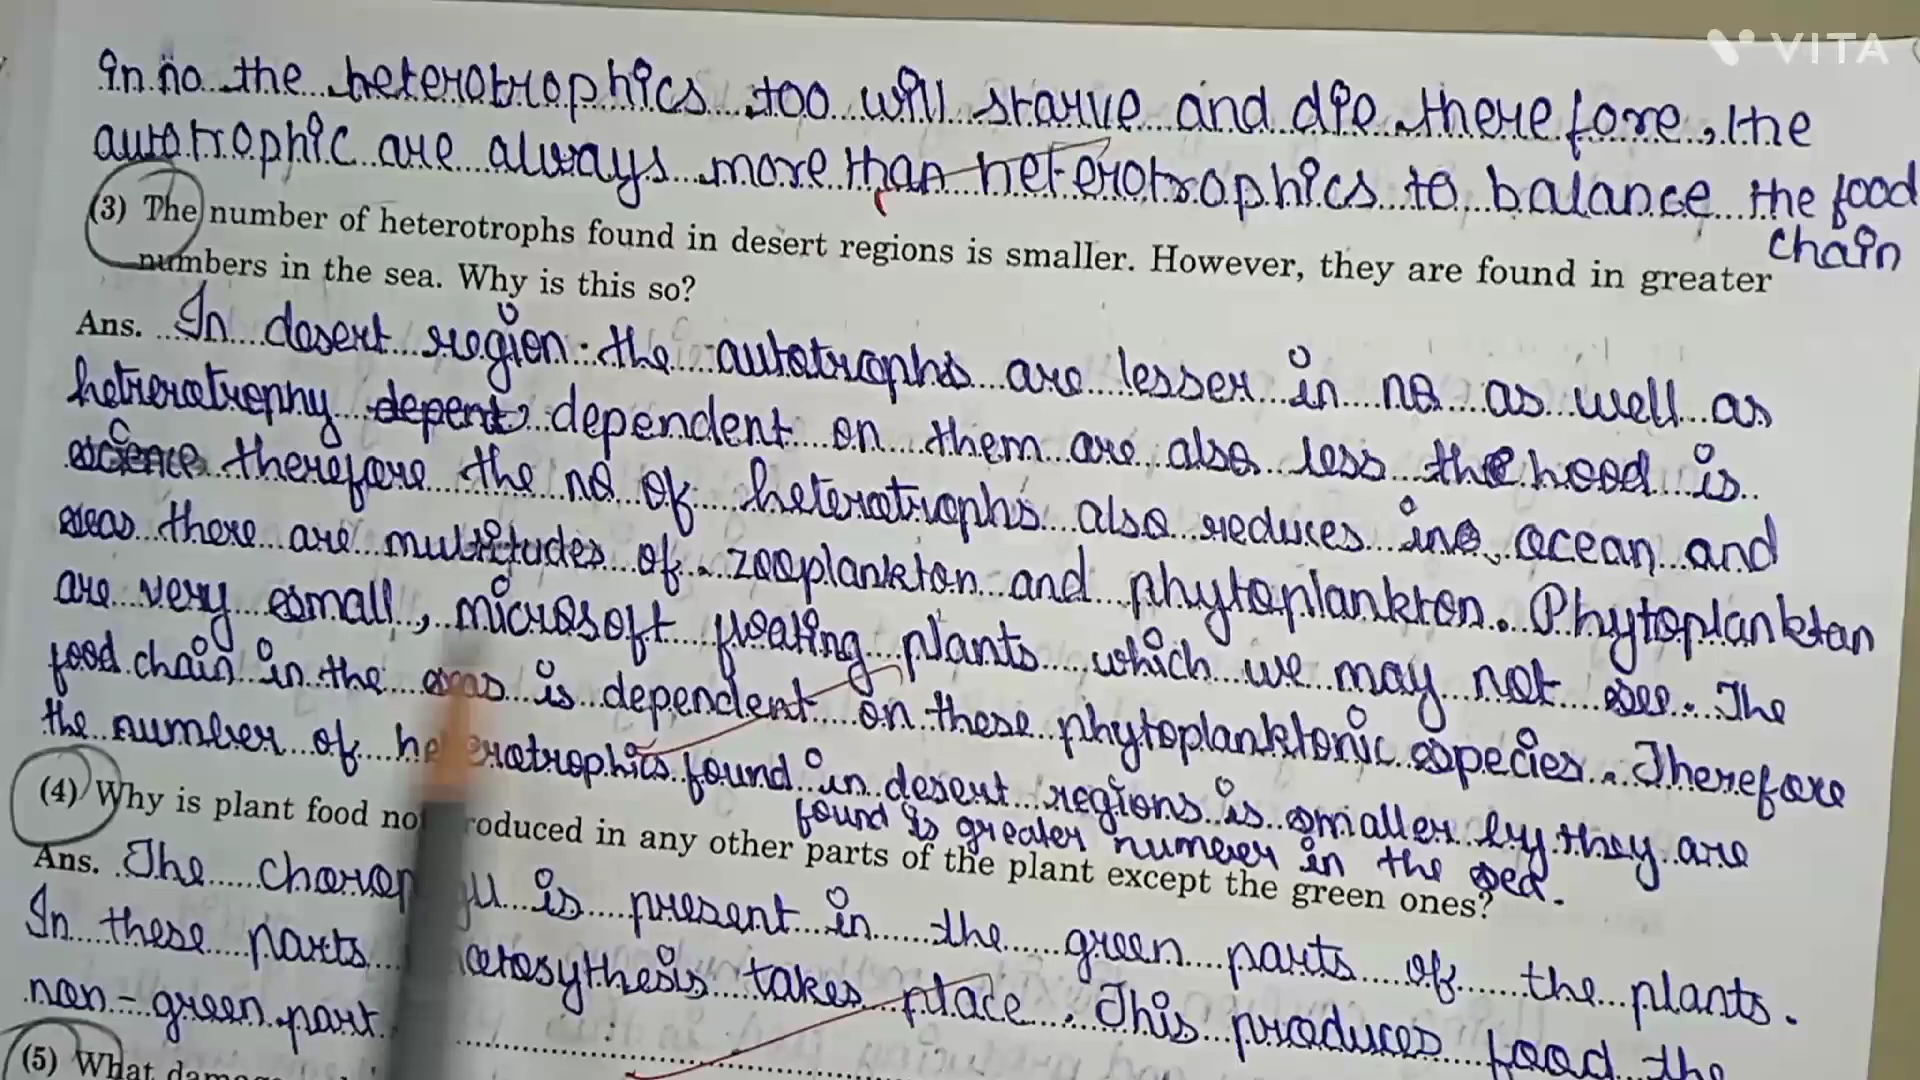 VITA
in no the heterotrophics too will starve and die therefore, the
autotrophic are always more than heterotrophics to balance the food
chain
(3) The number of heterotrophs found in desert regions is smaller. However, they are found in greater
numbers in the sea. Why is this so?
Ans. In desert region the autotrophs are lesser in no as well as
hetrerotrophy depent dependent on them are also less the hood is
therefore the no of heterotrophs also reduces in ocean and
seas there are multitudes of zooplankton and phytoplankton. Phytoplankton
are very small, microsoft floating plants which we may not see. The
food chain in the seas is dependent on these phytoplanktonic species. Therefore
the number of found in desert regions is smaller by they are
found is greater number in the sea.
(4) Why is plant food produced in any other parts of the plant except the green ones?
Ans. The is present in the green parts of the plants.
In these parts takes place. This produces food the
non-green part
(5) What